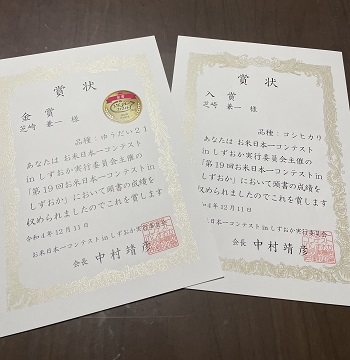 賞状
金賞
芝崎 兼一 様
品種：ゆうだい21
あなたは お米日本一コンテスト
in しずおか実行委員会主催の
「第19回お米日本一コンテスト in
しずおか」において頭書の成績を
収められましたのでこれを賞します
令和4年12月11日
お米日本一コンテスト in しずおか実行委員会
会長 中村靖彦
賞状
入賞
芝崎 兼一 様
品種：コシヒカリ
あなたは お米日本一コンテスト
in しずおか実行委員会主催の
「第19回お米日本一コンテスト in
しずおか」において頭書の成績を
収められましたのでこれを賞します
令和4年12月11日
お米日本一コンテスト in しずおか実行委員会
会長 中村靖彦